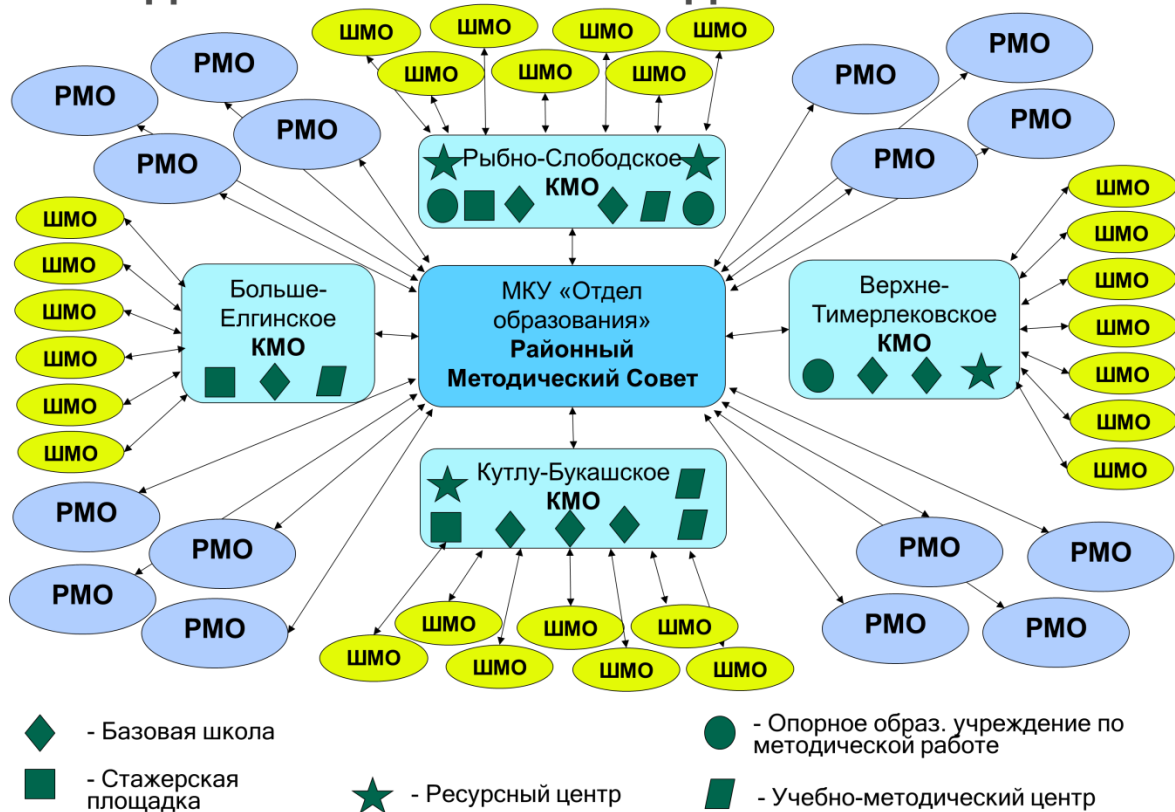 ШМО
ШМО
ШМО
ШМО
ШМО
ШМО
ШМО
РМО
РМО
РМО
РМО
РМО
РМО
РМО
РМО
Рыбно-Слободское
КМО
ШМО
ШМО
ШМО
ШМО
ШМО
ШМО
Больше-
Елгинское
КМО
МКУ «Отдел
образования»
Районный
Методический Совет
Верхне-
Тимерлековское
КМО
ШМО
ШМО
ШМО
ШМО
ШМО
ШМО
ШМО
Кутлу-Букашское
КМО
РМО
РМО
РМО
РМО
ШМО
ШМО
ШМО
ШМО
ШМО
ШМО
ШМО
РМО
РМО
РМО
РМО
- Базовая школа
- Опорное образ. учреждение по
методической работе
- Стажерская
площадка
- Ресурсный центр
- Учебно-методический центр